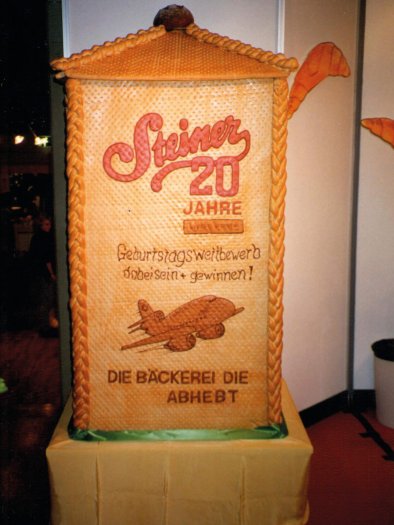 Steiner
20
JAHRE
Geburtstagswettbewerb
dabeisein + gewinnen!
DIE BÄCKEREI DIE
ABHEBT